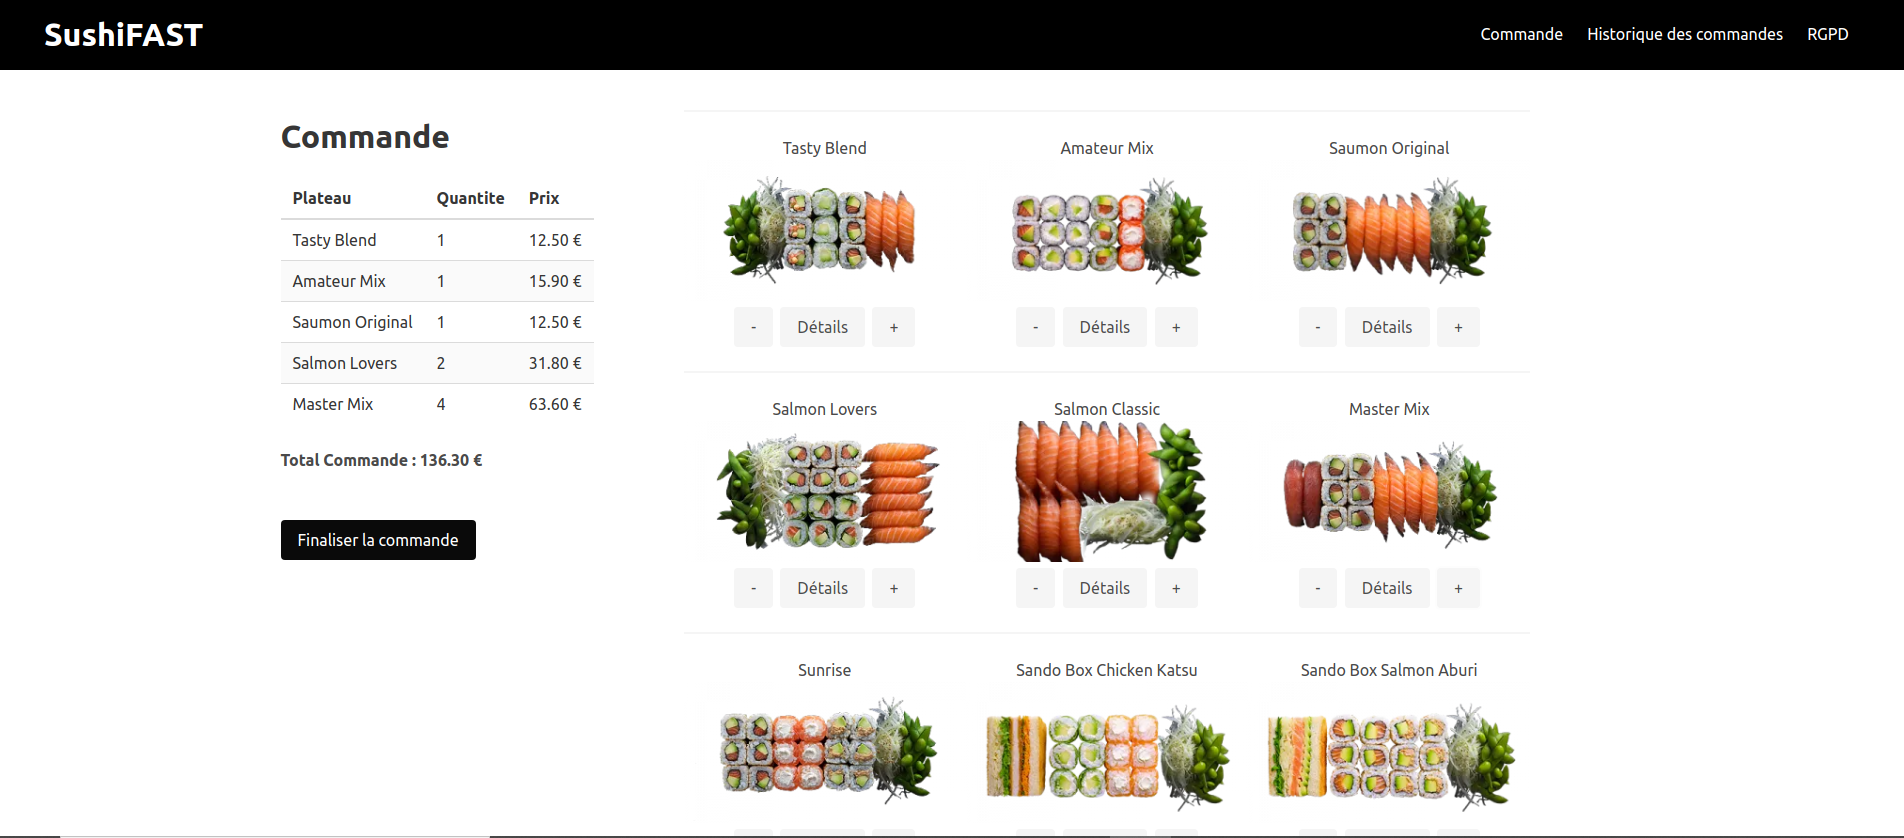 SushiFAST
Commande Historique des commandes RGPD
Commande
Plateau Quantite Prix
Tasty Blend 1 12.50 €
Amateur Mix 1 15.90 €
Saumon Original 1 12.50 €
Salmon Lovers 2 31.80 €
Master Mix 4 63.60 €
Total Commande : 136.30 €
Finaliser la commande
Tasty Blend Amateur Mix Saumon Original
- Détails + - Détails + - Détails +
Salmon Lovers Salmon Classic Master Mix
- Détails + - Détails + - Détails +
Sunrise Sando Box Chicken Katsu Sando Box Salmon Aburi